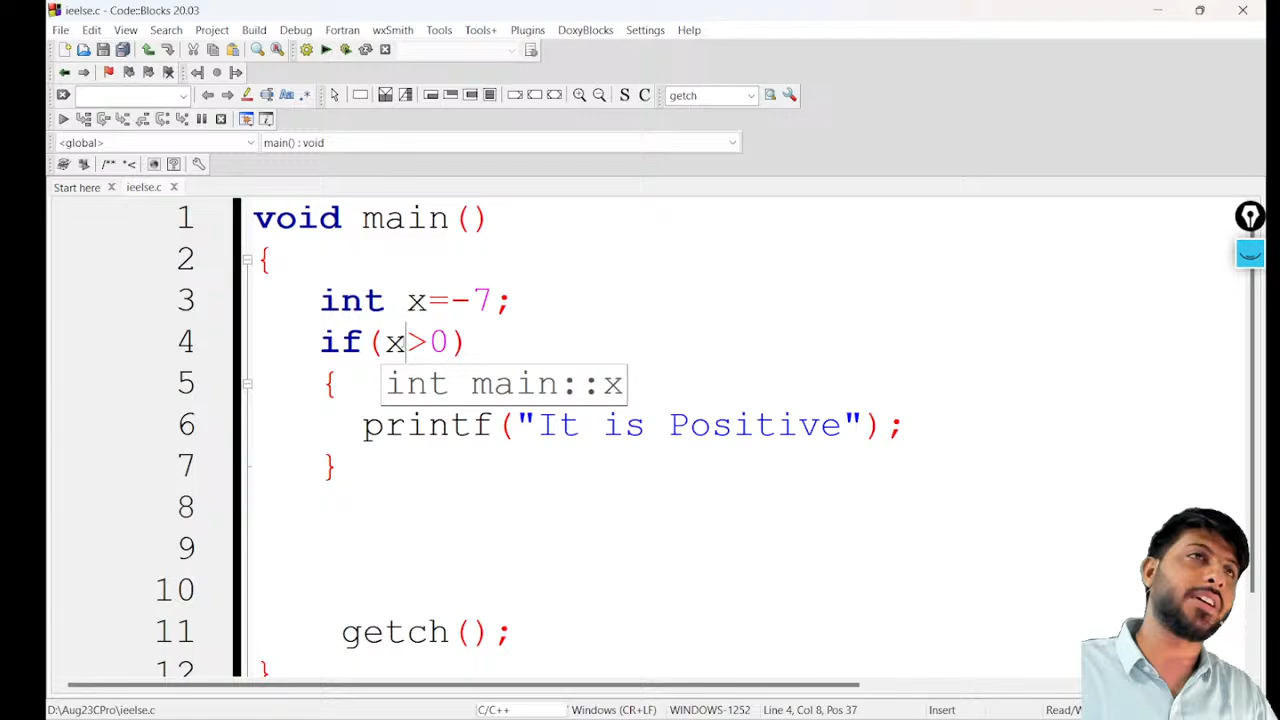 ieelse.c - Code::Blocks 20.03
File Edit View Search Project Build Debug Fortran wxSmith Tools Tools+ Plugins DoxyBlocks Settings Help
S C getch
/** *<
<global> main() : void
Start here ieelse.c
1 void main()
2 {
3 int x=-7;
4 if(x>0)
5 { int main::x
6 printf("It is Positive");
7 }
8
9
10
11 getch();
12 }
D:\Aug23CPro\ieelse.c C/C++ Windows (CR+LF) WINDOWS-1252 Line 4, Col 8, Pos 37 Insert Read/W